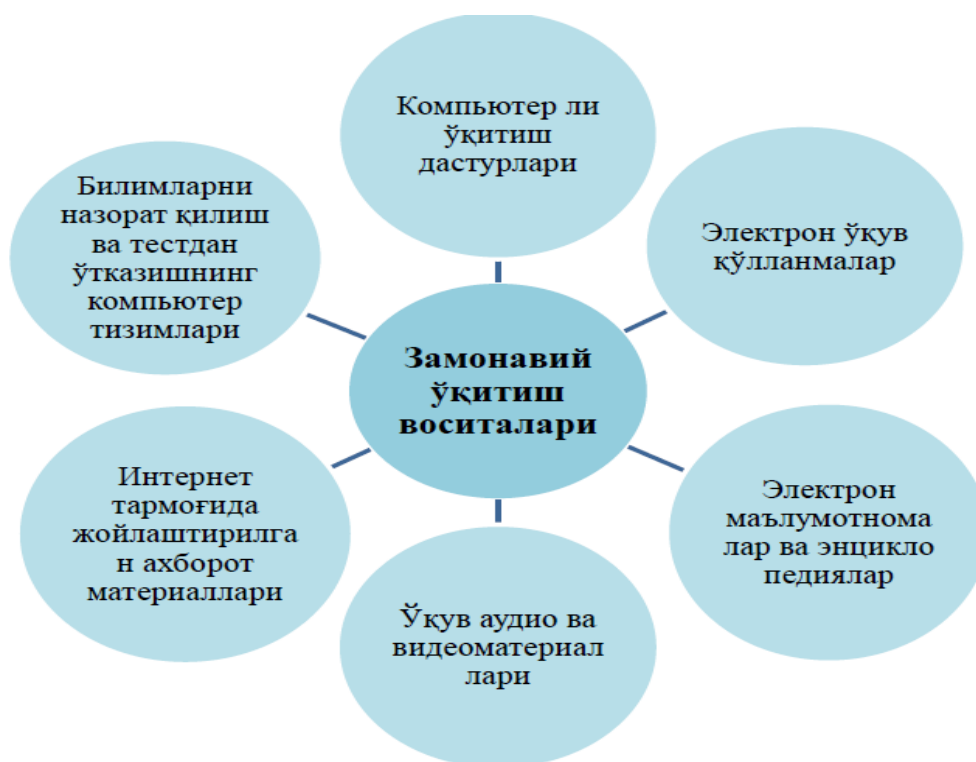 Компьютер ли
ўқитиш
дастурлари
Электрон ўқув
қўлланмалар
Электрон
маълумотнома
лар ва энцикло
педиялар
Ўқув аудио ва
видеоматериал
лари
Интернет
тармоғида
жойлаштирилга
н ахборот
материаллари
Билимларни
назорат қилиш
ва тестдан
ўтказишнинг
компьютер
тизимлари
Замонавий
ўқитиш
воситалари